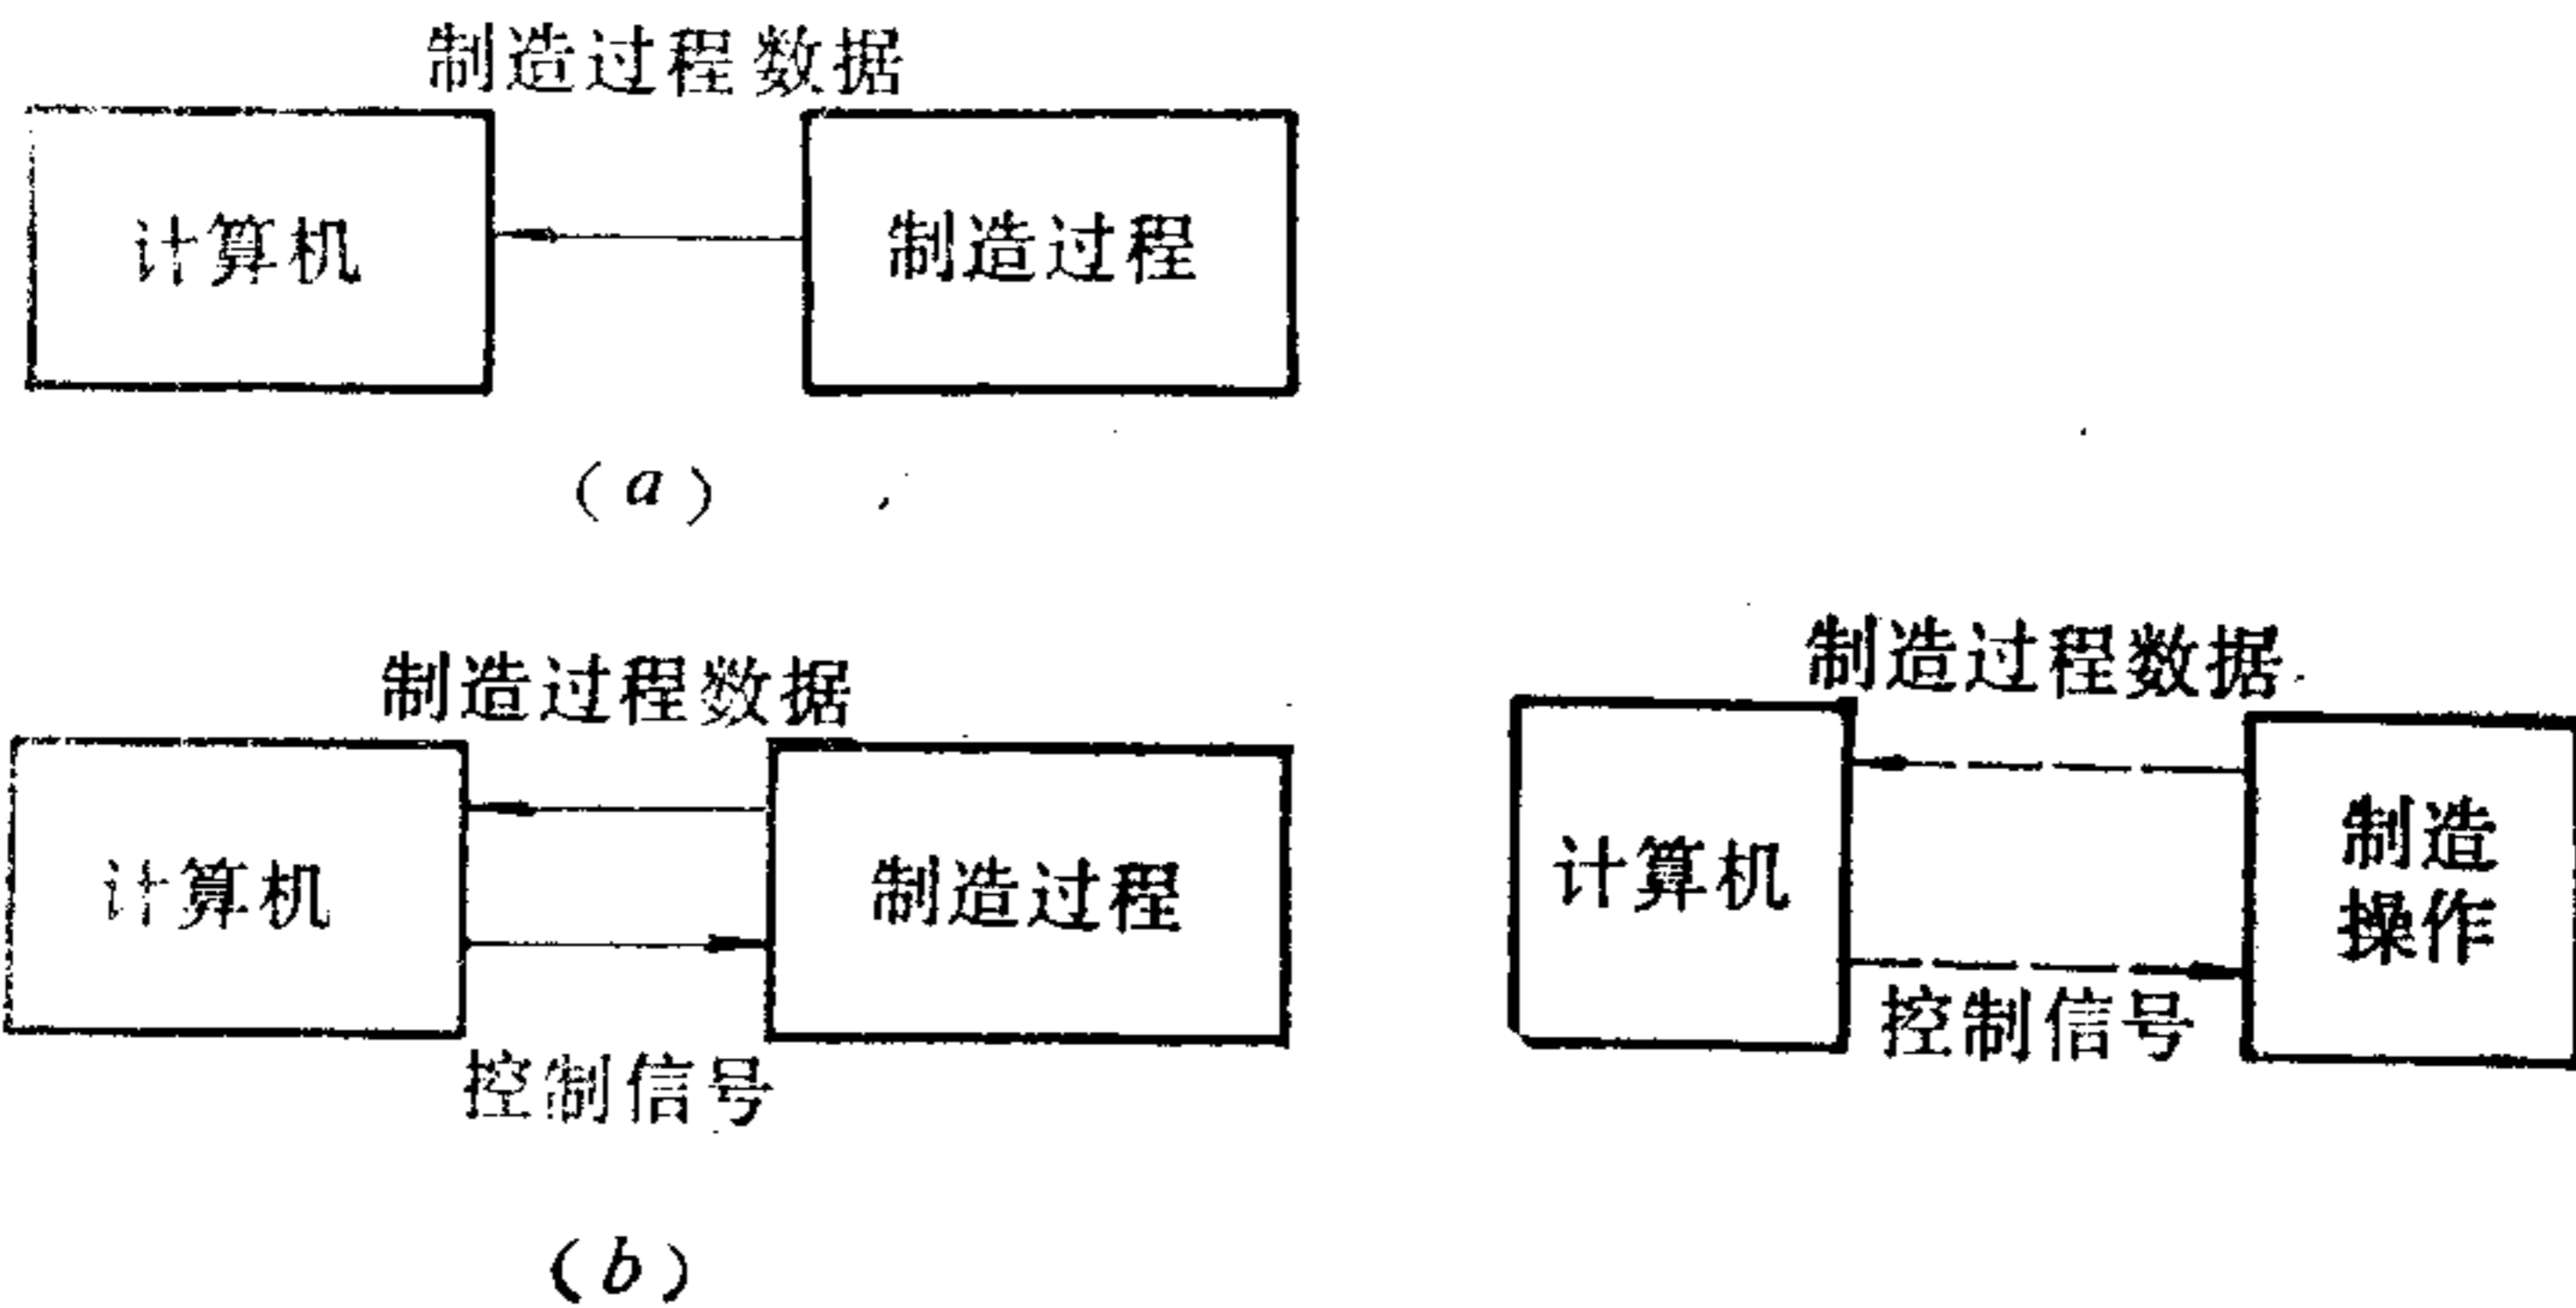 制造过程数据
计算机
制造过程
(a)
制造过程数据
计算机
制造过程
控制信号
(b)
制造过程数据
计算机
制造
操作
控制信号